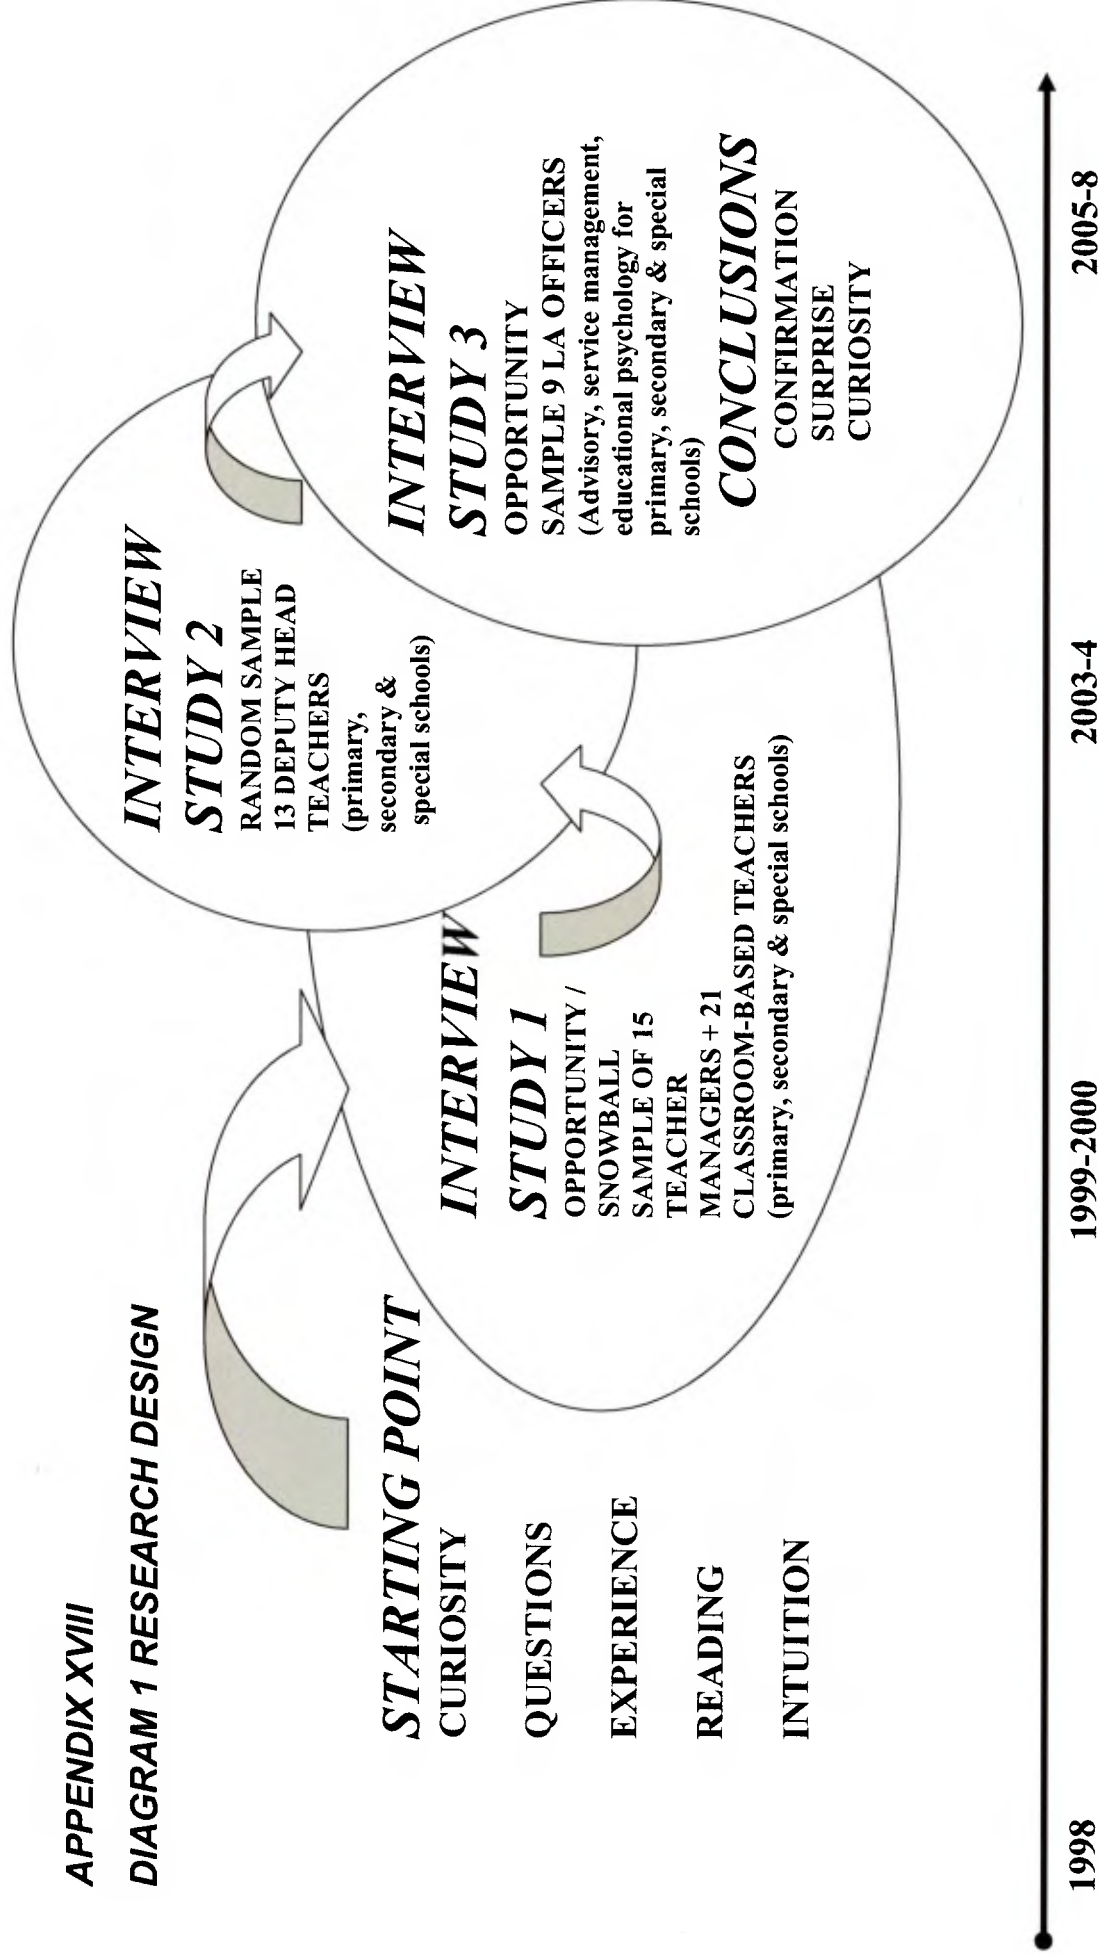 APPENDIX XVIII
DIAGRAM 1 RESEARCH DESIGN
STARTING POINT
CURIOSITY
QUESTIONS
EXPERIENCE
READING
INTUITION
INTERVIEW
STUDY 1
OPPORTUNITY /
SNOWBALL
SAMPLE OF 15
TEACHER
MANAGERS + 21
CLASSROOM-BASED TEACHERS
(primary, secondary & special schools)
INTERVIEW
STUDY 2
RANDOM SAMPLE
13 DEPUTY HEAD
TEACHERS
(primary,
secondary &
special schools)
INTERVIEW
STUDY 3
OPPORTUNITY
SAMPLE 9 LA OFFICERS
(Advisory, service management,
educational psychology for
primary, secondary & special
schools)
CONCLUSIONS
CONFIRMATION
SURPRISE
CURIOSITY
1998
1999-2000
2003-4
2005-8